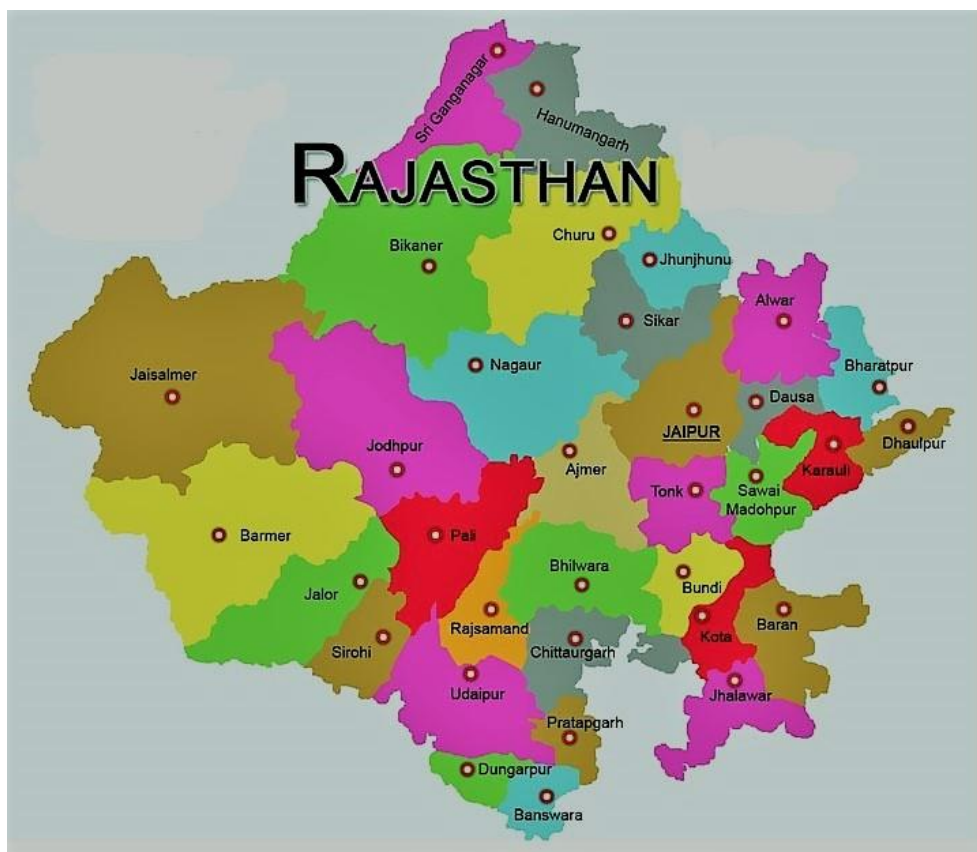 Sri Ganganagar
Hanumangarh
RAJASTHAN
Churu
Bikaner
Jhunjhunu
Alwar
Sikar
Nagaur
Bharatpur
Jaisalmer
Dausa
JAIPUR
Dhaulpur
Jodhpur
Ajmer
Karauli
Tonk
Sawai
Madohpur
Barmer
Pali
Bhilwara
Bundi
Jalor
Baran
Rajsamand
Kota
Sirohi
Chittaurgarh
Udaipur
Jhalawar
Pratapgarh
Dungarpur
Banswara